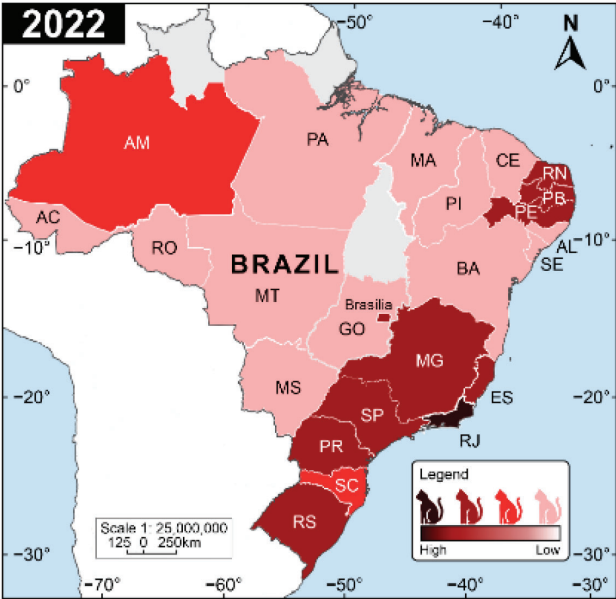 2022
−50°
−40°
N
0°
0°
AM
PA
MA
CE
RN
PB
PI
PE
AC
−10°
−10°
RO
AL
SE
BRAZIL
BA
MT
Brasilia
GO
MG
MS
ES
−20°
−20°
SP
RJ
PR
Legend
SC
RS
High
Low
Scale 1: 25,000,000
125 0 250km
−30°
−30°
−70°
−60°
−50°
−40°
−30°